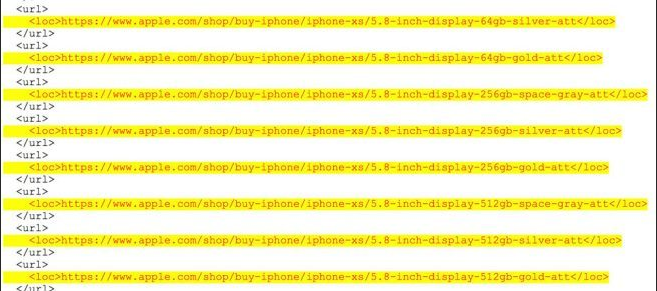 <url>
<loc>https://www.apple.com/shop/buy-iphone/iphone-xs/5.8-inch-display-64gb-silver-att</loc>
</url>
<url>
<loc>https://www.apple.com/shop/buy-iphone/iphone-xs/5.8-inch-display-64gb-gold-att</loc>
</url>
<url>
<loc>https://www.apple.com/shop/buy-iphone/iphone-xs/5.8-inch-display-256gb-space-gray-att</loc>
</url>
<url>
<loc>https://www.apple.com/shop/buy-iphone/iphone-xs/5.8-inch-display-256gb-silver-att</loc>
</url>
<url>
<loc>https://www.apple.com/shop/buy-iphone/iphone-xs/5.8-inch-display-256gb-gold-att</loc>
</url>
<url>
<loc>https://www.apple.com/shop/buy-iphone/iphone-xs/5.8-inch-display-512gb-space-gray-att</loc>
</url>
<url>
<loc>https://www.apple.com/shop/buy-iphone/iphone-xs/5.8-inch-display-512gb-silver-att</loc>
</url>
<url>
<loc>https://www.apple.com/shop/buy-iphone/iphone-xs/5.8-inch-display-512gb-gold-att</loc>
</url>